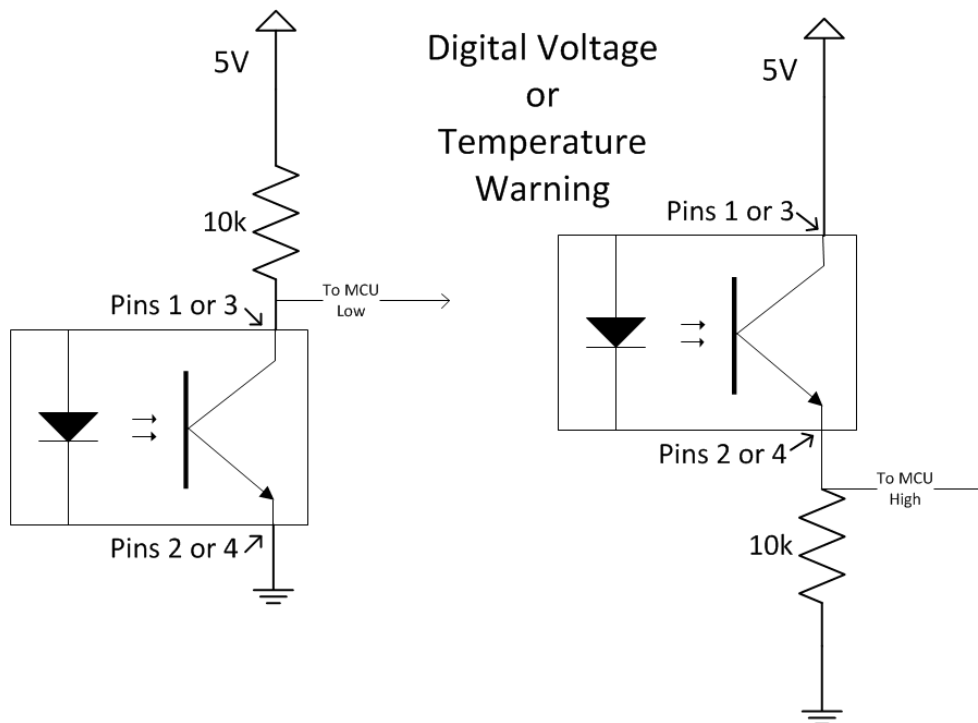 5V
10k
To MCU
Low
Pins 1 or 3
Pins 2 or 4
Digital Voltage
or
Temperature
Warning
5V
Pins 1 or 3
Pins 2 or 4
To MCU
High
10k